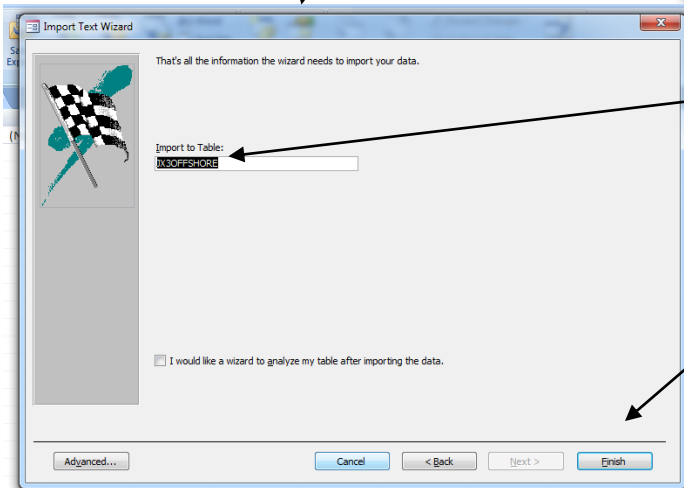 Import Text Wizard
That's all the information the wizard needs to import your data.
Import to Table:
JX3OFFSHORE
I would like a wizard to analyze my table after importing the data.
Advanced...
Cancel
< Back
Next >
Finish